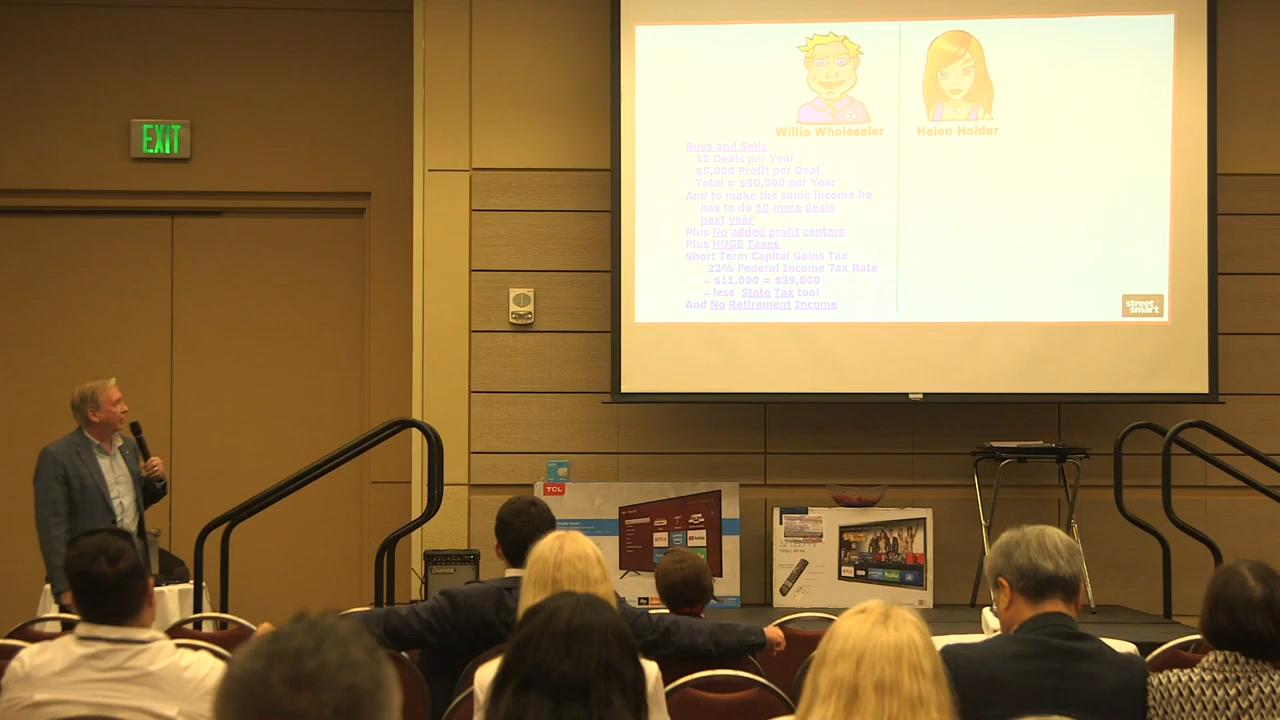 EXIT
Willie Wholesaler
Helen Holder
Buys and Sells
10 Deals per Year
$5,000 Profit per Deal
Total = $50,000 per Year
And to make the same income he
has to do 10 more deals
next year
Plus No added profit centers
Plus HUGE Taxes
Short Term Capital Gains Tax
22% Federal Income Tax Rate
– $11,000 = $39,000
– less State Tax too!
And No Retirement Income
street
smart
TCL
NETFLIX
hulu